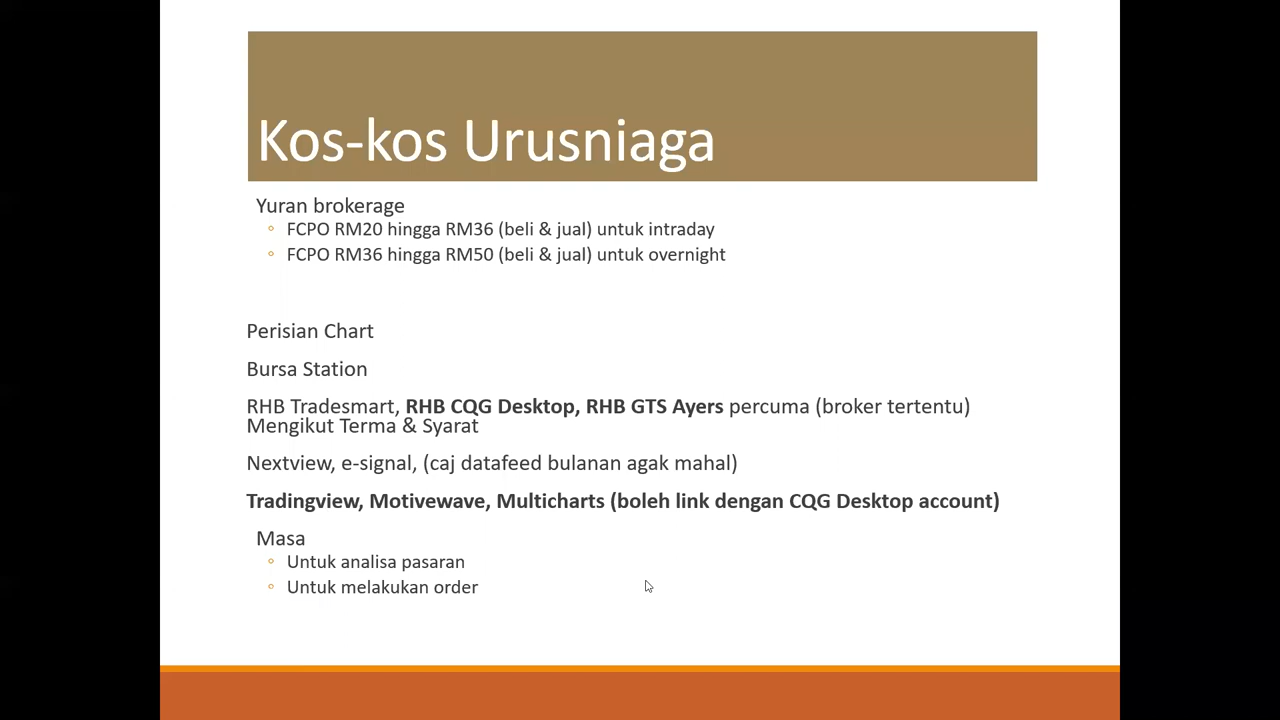 Kos-kos Urusniaga
Yuran brokerage
◦ FCPO RM20 hingga RM36 (beli & jual) untuk intraday
◦ FCPO RM36 hingga RM50 (beli & jual) untuk overnight
Perisian Chart
Bursa Station
RHB Tradesmart, RHB CQG Desktop, RHB GTS Ayers percuma (broker tertentu)
Mengikut Terma & Syarat
Nextview, e-signal, (caj datafeed bulanan agak mahal)
Tradingview, Motivewave, Multicharts (boleh link dengan CQG Desktop account)
Masa
◦ Untuk analisa pasaran
◦ Untuk melakukan order